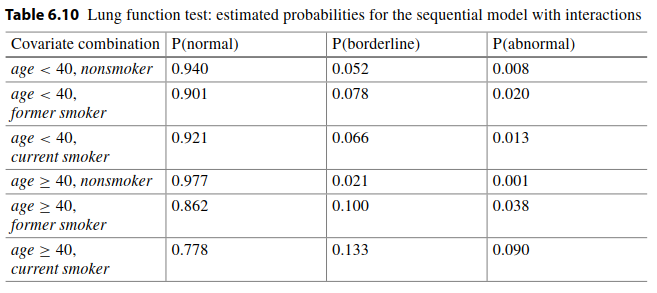 Table 6.10 Lung function test: estimated probabilities for the sequential model with interactions
Covariate combination P(normal) P(borderline) P(abnormal)
age < 40, nonsmoker 0.940 0.052 0.008
age < 40, 0.901 0.078 0.020
former smoker
age < 40, 0.921 0.066 0.013
current smoker
age ≥ 40, nonsmoker 0.977 0.021 0.001
age ≥ 40, 0.862 0.100 0.038
former smoker
age ≥ 40, 0.778 0.133 0.090
current smoker